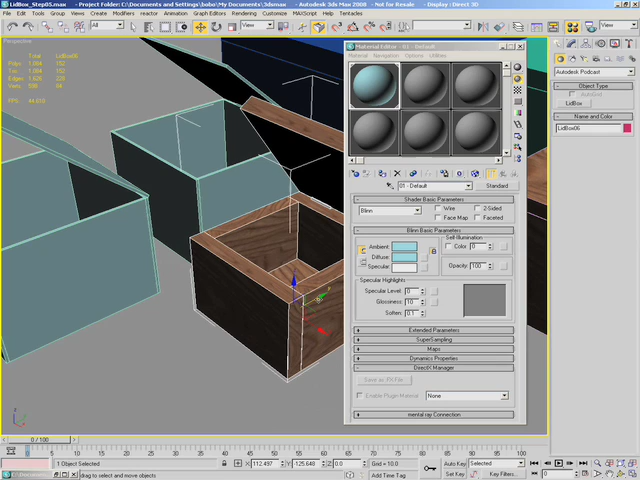 LidBox_Step05.max - Project Folder: C:\Documents and Settings\bobo\My Documents\3dsmax - Autodesk 3ds Max 2008 - Not for Resale - Display : Direct 3D
File Edit Tools Group Views Create Modifiers reactor Animation Graph Editors Rendering Customize MAXScript Help
All
View
View
Perspective
Total LidBox06
Polys: 1.084 152
Tris: 1.084 152
Edges: 1.626 228
Verts:
FPS:
Material Editor - 01 - Default
Material Navigation Options Utilities
01 - Default
Standard
Shader Basic Parameters
Blinn
Wire
2-Sided
Face Map
Faceted
Blinn Basic Parameters
Self-Illumination
Ambient:
Color 0
Diffuse:
Specular:
Opacity: 100
Specular Highlights
Specular Level: 0
Glossiness: 10
Soften: 0.1
Extended Parameters
SuperSampling
Maps
Dynamics Properties
DirectX Manager
Save as .FX File
Enable Plugin Material
None
mental ray Connection
Autodesk Podcast
Object Type
AutoGrid
LidBox
Name and Color
LidBox06
0 / 100
1 Object Selected
X: 112.497 Y: -125.648 Z: 0.0
Grid = 10.0
Auto Key
Selected
Set Key
Key Filters...
0
C:\Documents
drag to select and move objects
Add Time Tag